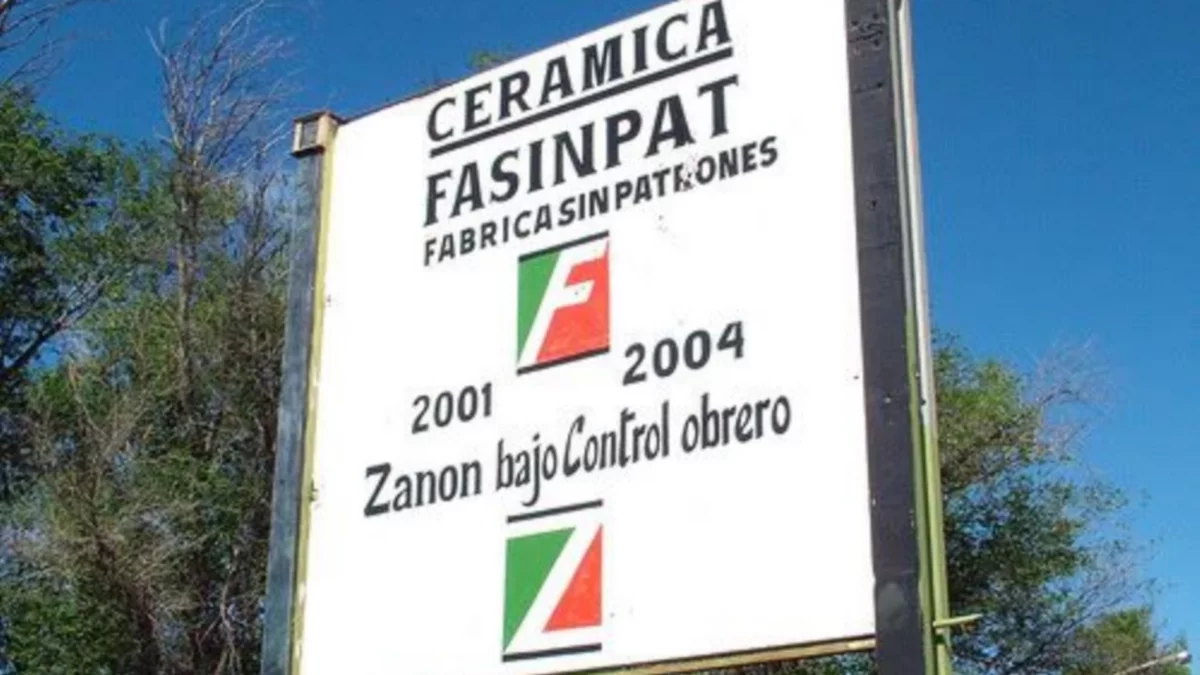 CERAMICA
FASINPAT
FABRICA SIN PATRONES
F
2001 2004
Zanon bajo Control obrero
Z